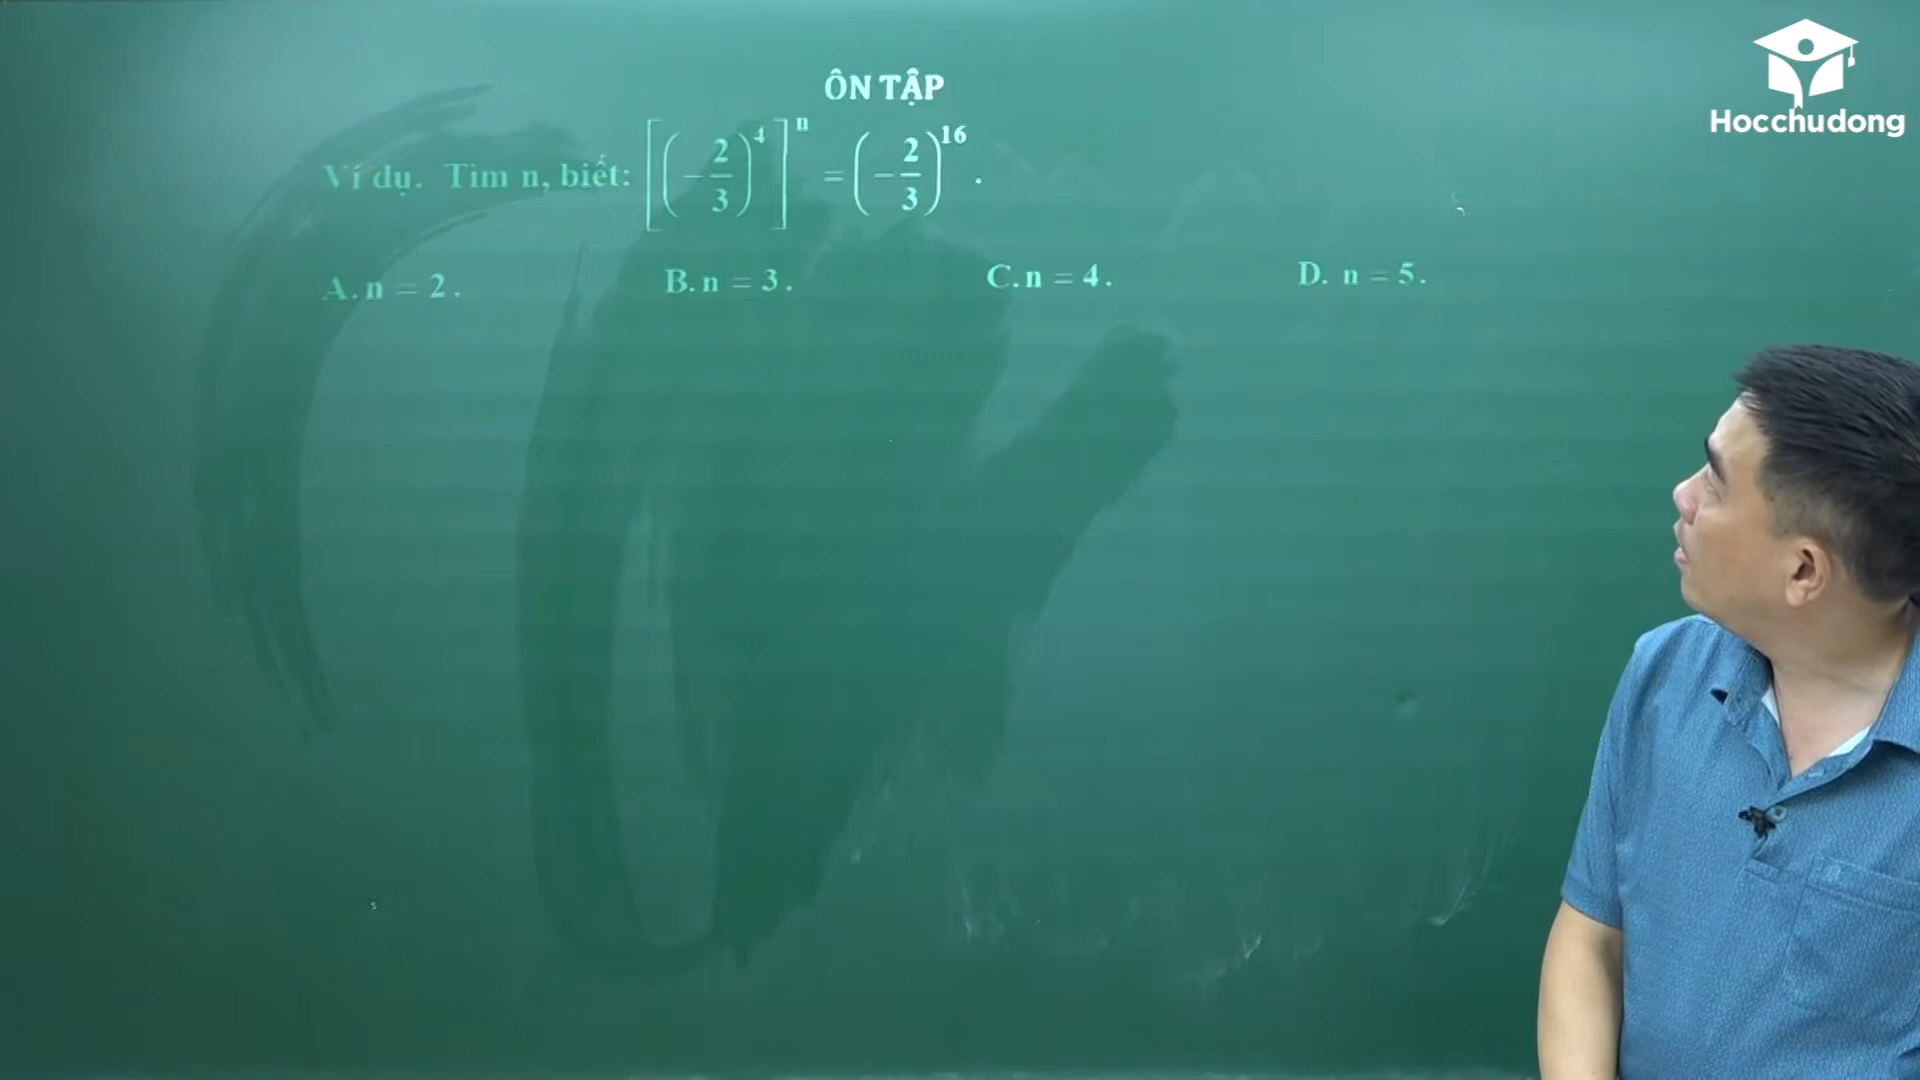 Hocchudong
ÔN TẬP
Ví dụ. Tìm n, biết: [(-2/3)^4]^n = (-2/3)^16.
A. n = 2. B. n = 3. C. n = 4. D. n = 5.